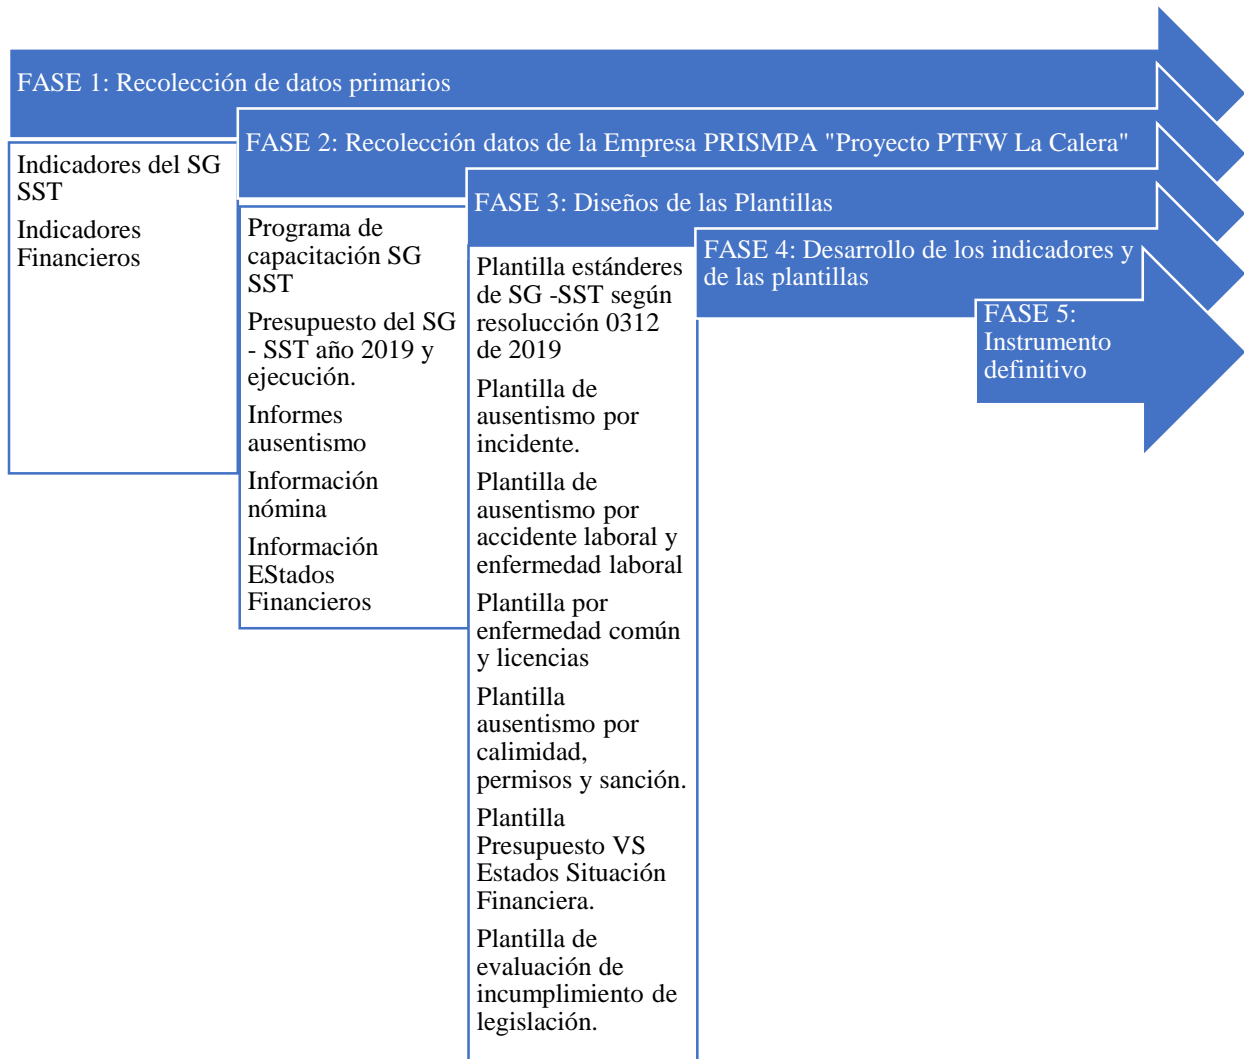 FASE 1: Recolección de datos primarios
Indicadores del SG
SST
Indicadores
Financieros
FASE 2: Recolección datos de la Empresa PRISMPA "Proyecto PTFW La Calera"
Programa de
capacitación SG
SST
Presupuesto del SG
- SST año 2019 y
ejecución.
Informes
ausentismo
Información
nómina
Información
EStados
Financieros
FASE 3: Diseños de las Plantillas
Plantilla estánderes
de SG -SST según
resolucción 0312
de 2019
Plantilla de
ausentismo por
incidente.
Plantilla de
ausentismo por
accidente laboral y
enfermedad laboral
Plantilla por
enfermedad común
y licencias
Plantilla
ausentismo por
calimidad,
permisos y sanción.
Plantilla
Presupuesto VS
Estados Situación
Financiera.
Plantilla de
evaluación de
incumplimiento de
legislación.
FASE 4: Desarrollo de los indicadores y
de las plantillas
FASE 5:
Instrumento
definitivo